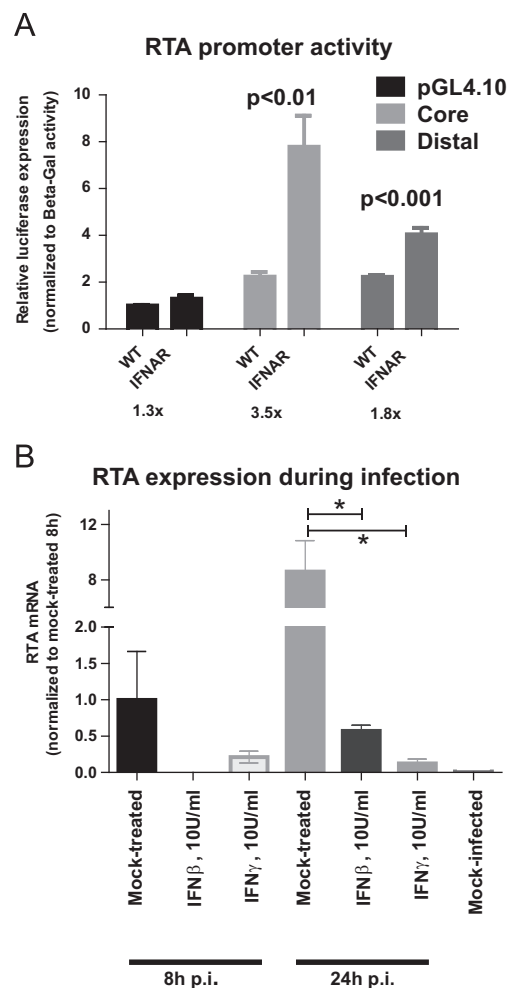 A
RTA promoter activity
Relative luciferase expression
(normalized to Beta-Gal activity)
10
8
6
4
2
0
p<0.01
p<0.001
pGL4.10
Core
Distal
WT
IFNAR
WT
IFNAR
WT
IFNAR
1.3x
3.5x
1.8x
B
RTA expression during infection
RTA mRNA
(normalized to mock-treated 8h)
12
8
2.0
1.5
1.0
0.5
0.0
*
*
Mock-treated
IFNβ, 10U/ml
IFNγ, 10U/ml
Mock-treated
IFNβ, 10U/ml
IFNγ, 10U/ml
Mock-infected
8h p.i.
24h p.i.